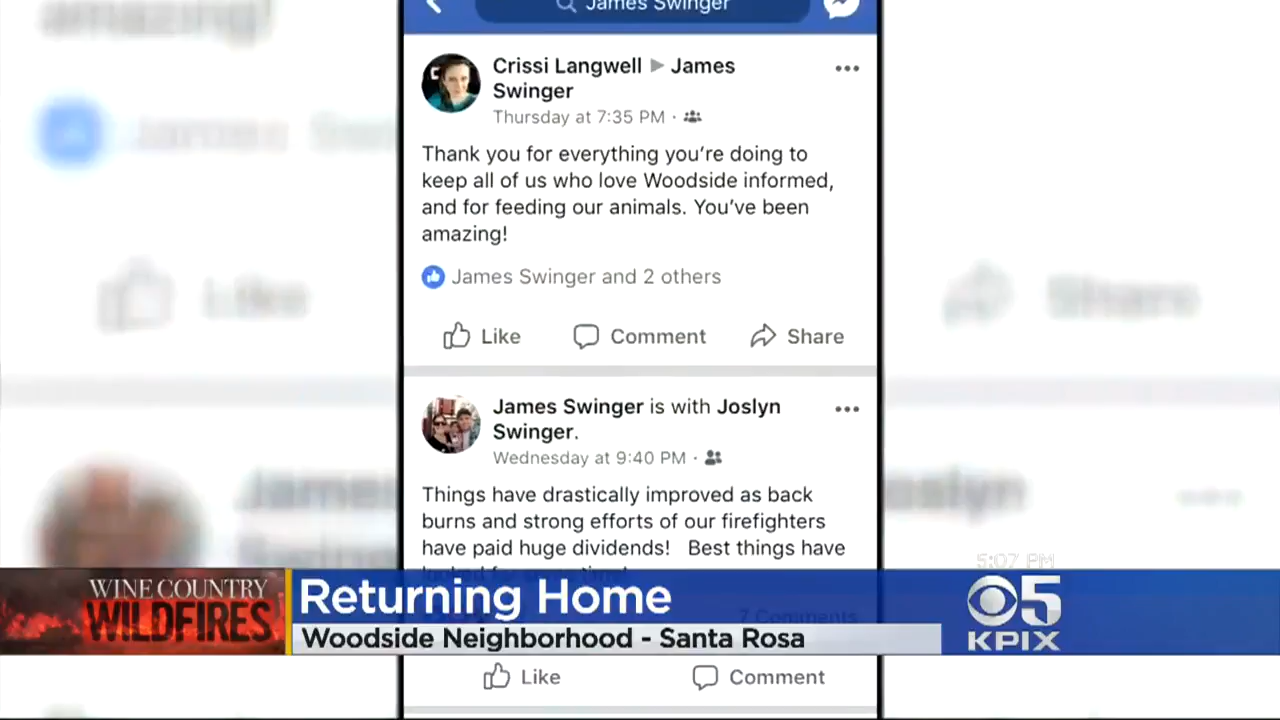 James Swinger
Crissi Langwell ▶ James
Swinger
Thursday at 7:35 PM ·
Thank you for everything you're doing to
keep all of us who love Woodside informed,
and for feeding our animals. You've been
amazing!
James Swinger and 2 others
Like Comment Share
James Swinger is with Joslyn
Swinger.
Wednesday at 9:40 PM ·
Things have drastically improved as back
burns and strong efforts of our firefighters
have paid huge dividends! Best things have
7 Comments
5:07 PM
WINE COUNTRY
WILDFIRES
Returning Home
Woodside Neighborhood - Santa Rosa
5
KPIX
Like Comment
amazing!
Like
Share